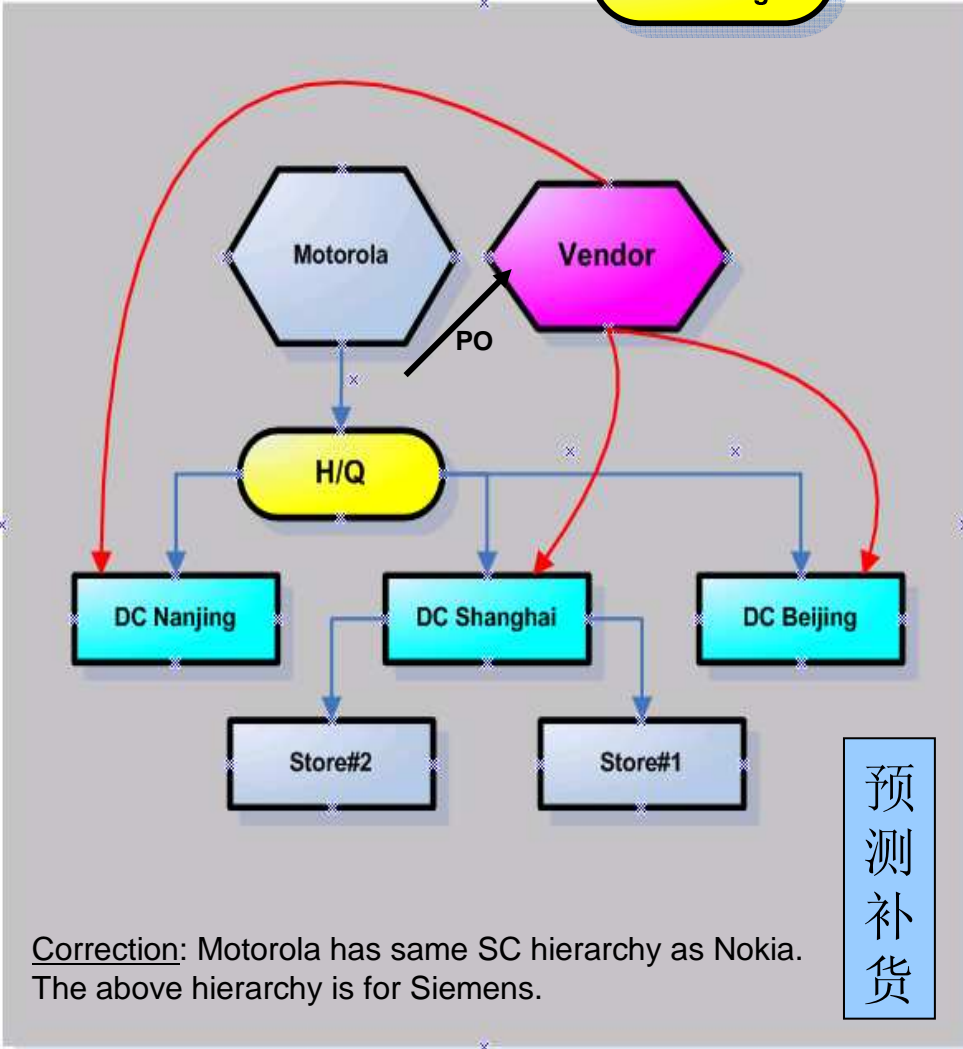 Motorola
Vendor
PO
H/Q
DC Nanjing
DC Shanghai
DC Beijing
Store#2
Store#1
预测补货
Correction: Motorola has same SC hierarchy as Nokia.
The above hierarchy is for Siemens.